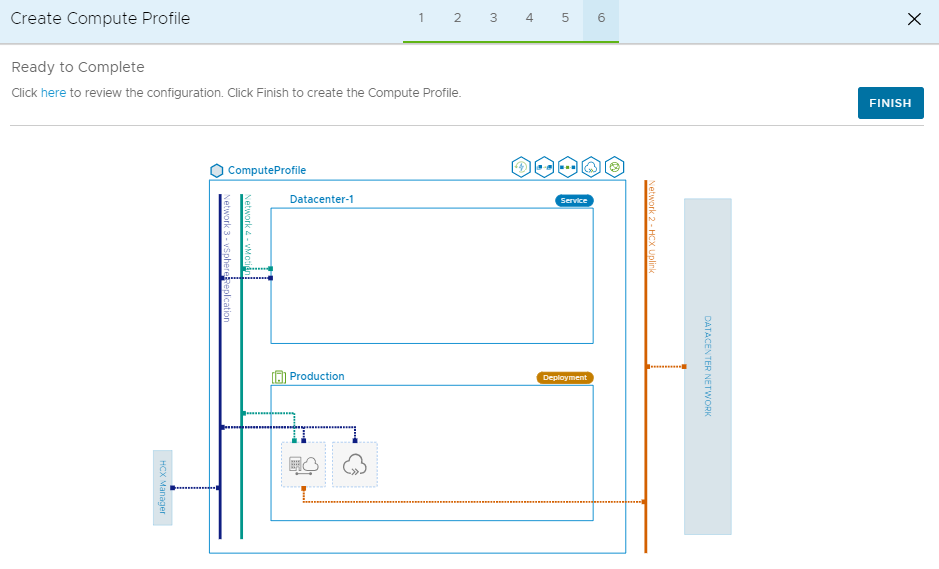 Create Compute Profile
1 2 3 4 5 6
Ready to Complete
Click here to review the configuration. Click Finish to create the Compute Profile.
FINISH
ComputeProfile
Datacenter-1
Service
Network 3 - vSphere Replication
Network 4 - vMotion
Network 2 - HCX Uplink
DATACENTER NETWORK
Production
Deployment
HCX Manager